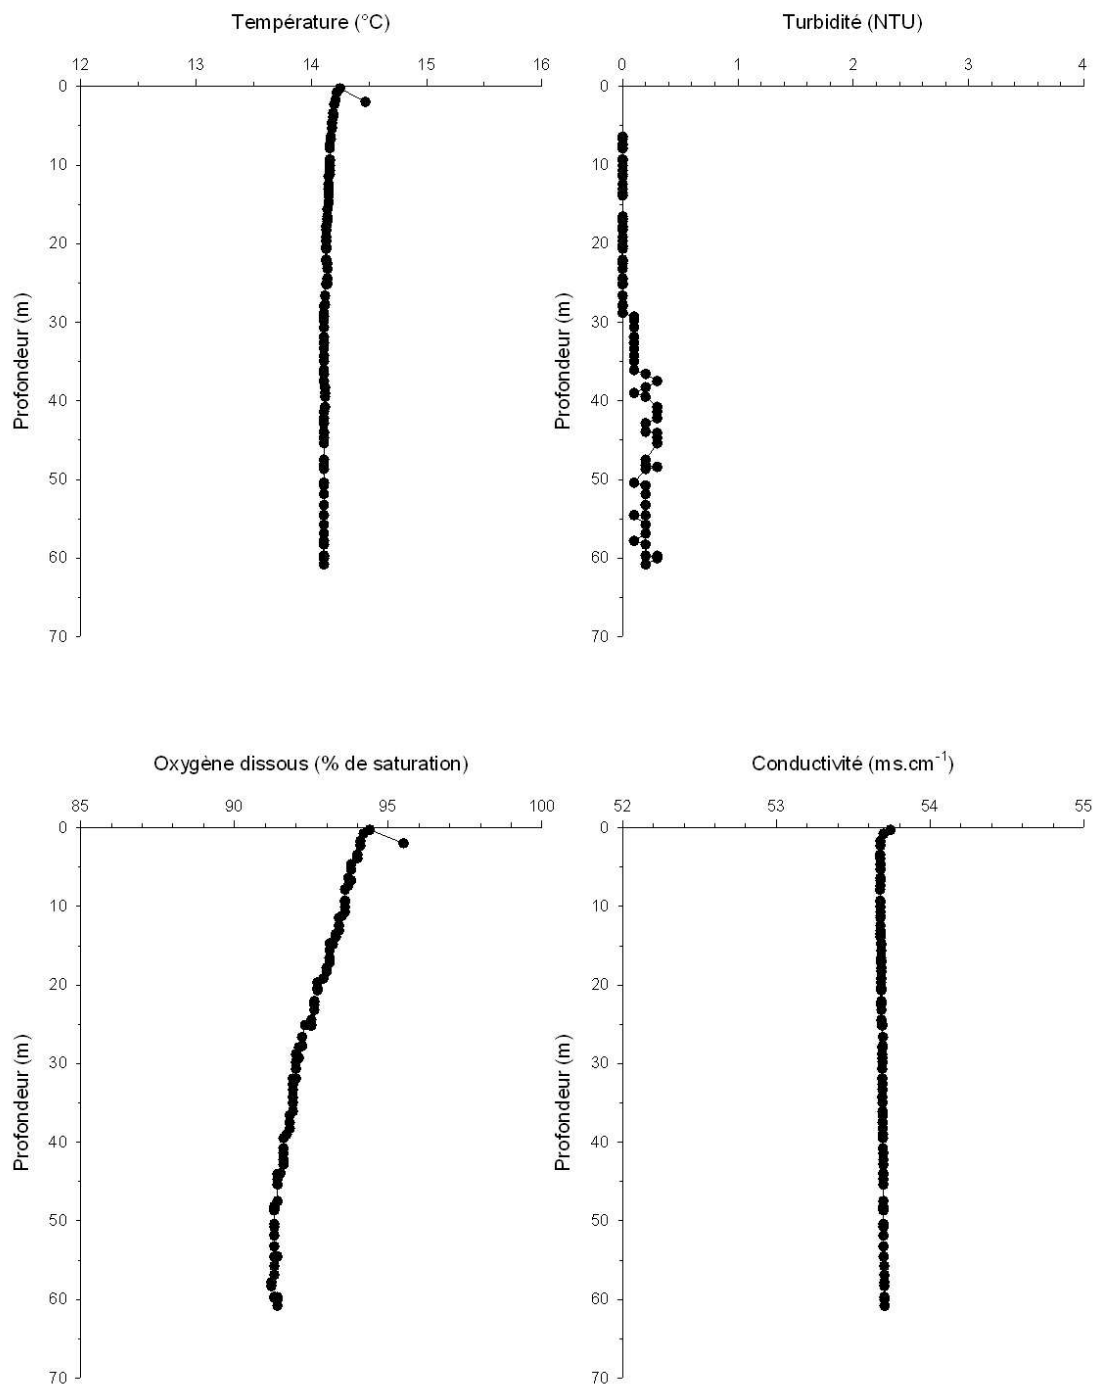 Température (°C)
12 13 14 15 16
0
10
20
30
40
50
60
70
Profondeur (m)
Turbidité (NTU)
0 1 2 3 4
0
10
20
30
40
50
60
70
Profondeur (m)
Oxygène dissous (% de saturation)
85 90 95 100
0
10
20
30
40
50
60
70
Profondeur (m)
Conductivité (ms.cm⁻¹)
52 53 54 55
0
10
20
30
40
50
60
70
Profondeur (m)